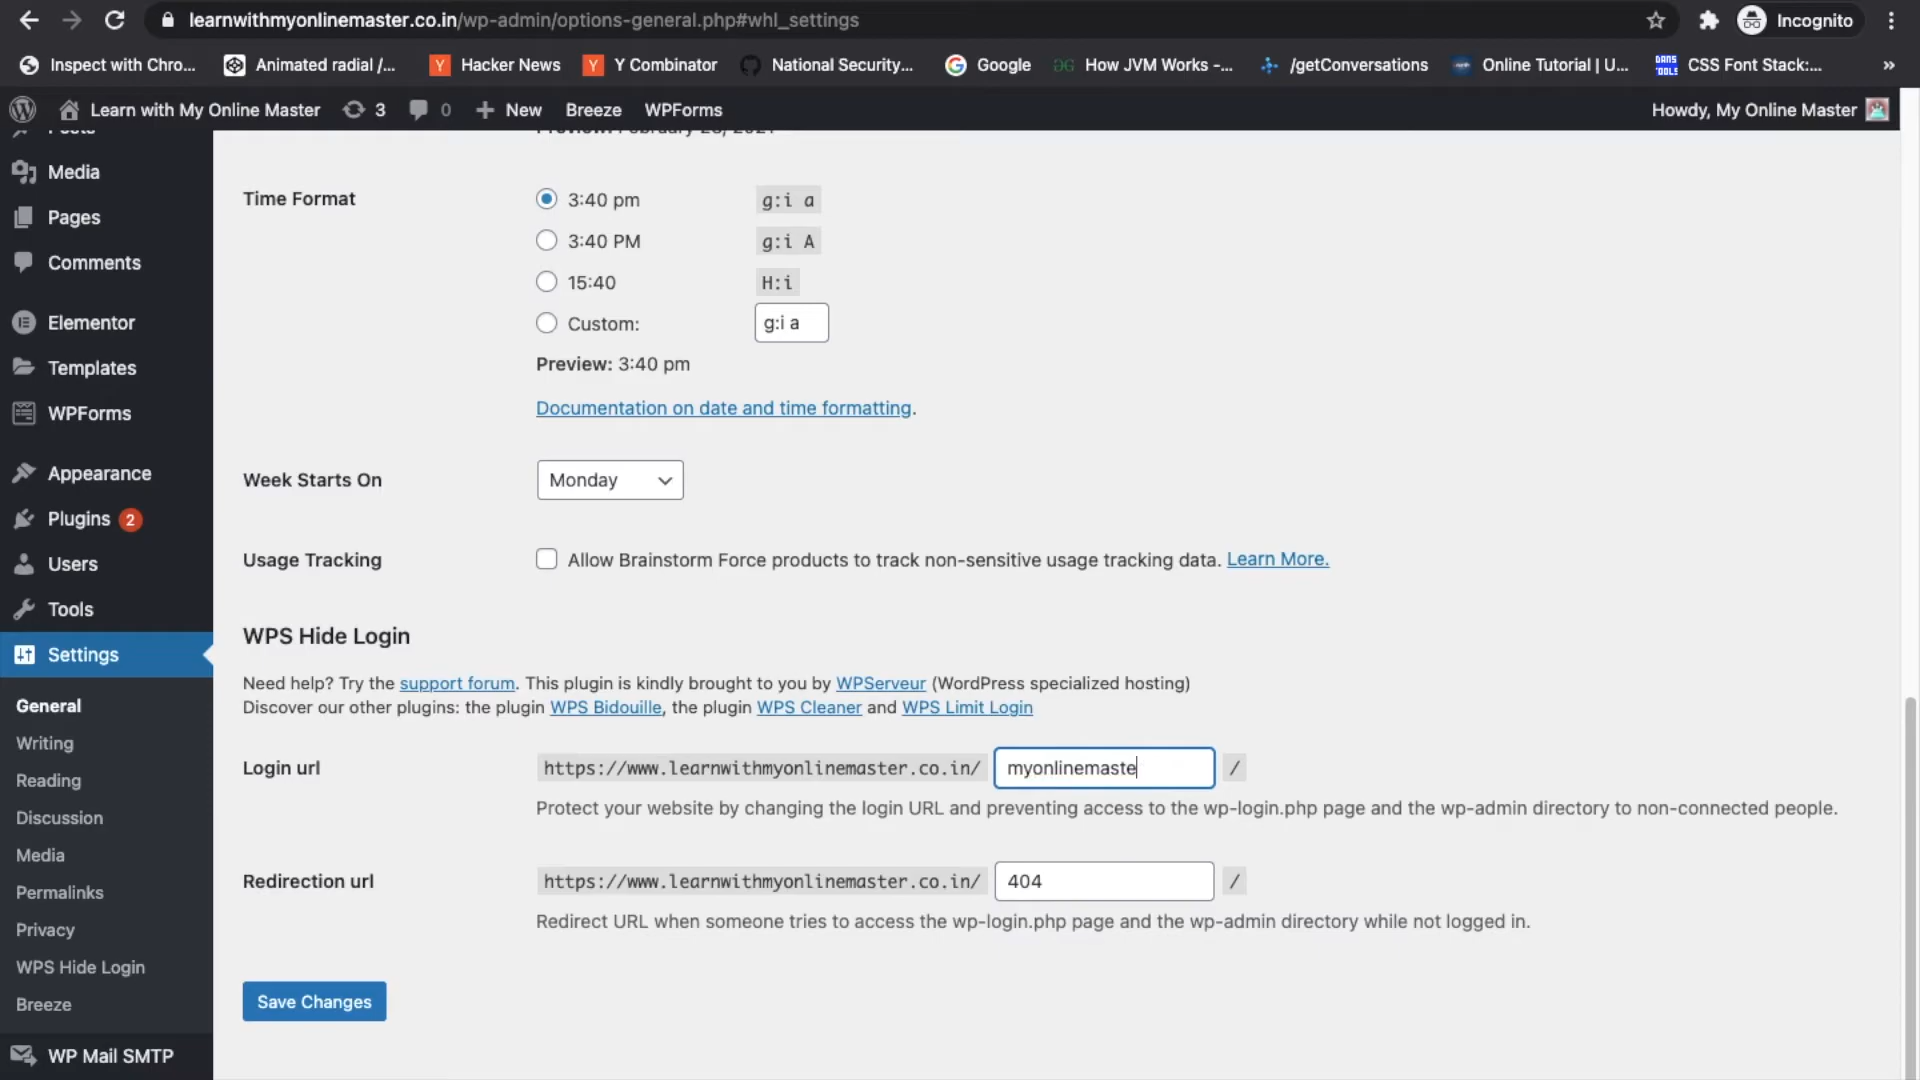 learnwithmyonlinemaster.co.in/wp-admin/options-general.php#whl_settings
Incognito
Inspect with Chro...
Animated radial /...
Hacker News
Y Combinator
National Security...
Google
How JVM Works -...
/getConversations
Online Tutorial | U...
CSS Font Stack:...
»
Learn with My Online Master
3
0
New
Breeze
WPForms
Howdy, My Online Master
Posts
Media
Pages
Comments
Elementor
Templates
WPForms
Appearance
Plugins 2
Users
Tools
Settings
General
Writing
Reading
Discussion
Media
Permalinks
Privacy
WPS Hide Login
Breeze
WP Mail SMTP
Time Format
3:40 pm g:i a
3:40 PM g:i A
15:40 H:i
Custom: g:i a
Preview: 3:40 pm
Documentation on date and time formatting.
Week Starts On Monday
Usage Tracking Allow Brainstorm Force products to track non-sensitive usage tracking data. Learn More.
WPS Hide Login
Need help? Try the support forum. This plugin is kindly brought to you by WPServeur (WordPress specialized hosting)
Discover our other plugins: the plugin WPS Bidouille, the plugin WPS Cleaner and WPS Limit Login
Login url https://www.learnwithmyonlinemaster.co.in/ myonlinemaste /
Protect your website by changing the login URL and preventing access to the wp-login.php page and the wp-admin directory to non-connected people.
Redirection url https://www.learnwithmyonlinemaster.co.in/ 404 /
Redirect URL when someone tries to access the wp-login.php page and the wp-admin directory while not logged in.
Save Changes